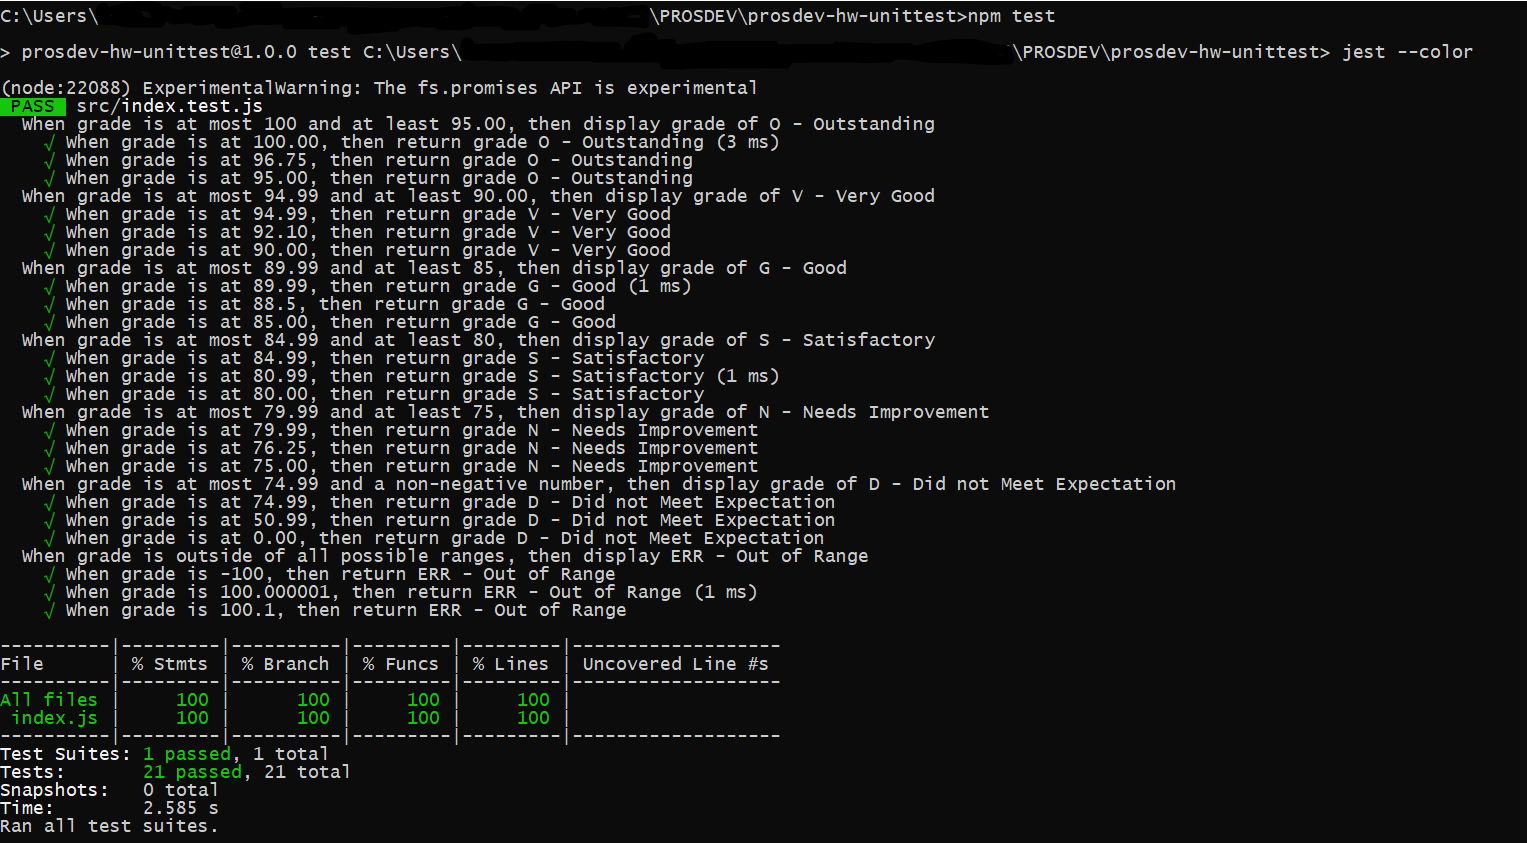 C:\Users\ \PROSDEV\prosdev-hw-unittest>npm test
> prosdev-hw-unittest@1.0.0 test C:\Users\ \PROSDEV\prosdev-hw-unittest> jest --color
(node:22088) ExperimentalWarning: The fs.promises API is experimental
PASS src/index.test.js
When grade is at most 100 and at least 95.00, then display grade of O - Outstanding
√ When grade is at 100.00, then return grade O - Outstanding (3 ms)
√ When grade is at 96.75, then return grade O - Outstanding
√ When grade is at 95.00, then return grade O - Outstanding
When grade is at most 94.99 and at least 90.00, then display grade of V - Very Good
√ When grade is at 94.99, then return grade V - Very Good
√ When grade is at 92.10, then return grade V - Very Good
√ When grade is at 90.00, then return grade V - Very Good
When grade is at most 89.99 and at least 85, then display grade of G - Good
√ When grade is at 89.99, then return grade G - Good (1 ms)
√ When grade is at 88.5, then return grade G - Good
√ When grade is at 85.00, then return grade G - Good
When grade is at most 84.99 and at least 80, then display grade of S - Satisfactory
√ When grade is at 84.99, then return grade S - Satisfactory
√ When grade is at 80.99, then return grade S - Satisfactory (1 ms)
√ When grade is at 80.00, then return grade S - Satisfactory
When grade is at most 79.99 and at least 75, then display grade of N - Needs Improvement
√ When grade is at 79.99, then return grade N - Needs Improvement
√ When grade is at 76.25, then return grade N - Needs Improvement
√ When grade is at 75.00, then return grade N - Needs Improvement
When grade is at most 74.99 and a non-negative number, then display grade of D - Did not Meet Expectation
√ When grade is at 74.99, then return grade D - Did not Meet Expectation
√ When grade is at 50.99, then return grade D - Did not Meet Expectation
√ When grade is at 0.00, then return grade D - Did not Meet Expectation
When grade is outside of all possible ranges, then display ERR - Out of Range
√ When grade is -100, then return ERR - Out of Range
√ When grade is 100.000001, then return ERR - Out of Range (1 ms)
√ When grade is 100.1, then return ERR - Out of Range
----------|---------|----------|---------|---------|-------------------
File      | % Stmts | % Branch | % Funcs | % Lines | Uncovered Line #s
----------|---------|----------|---------|---------|-------------------
All files |     100 |      100 |     100 |     100 |
 index.js |     100 |      100 |     100 |     100 |
----------|---------|----------|---------|---------|-------------------
Test Suites: 1 passed, 1 total
Tests:       21 passed, 21 total
Snapshots:   0 total
Time:        2.585 s
Ran all test suites.